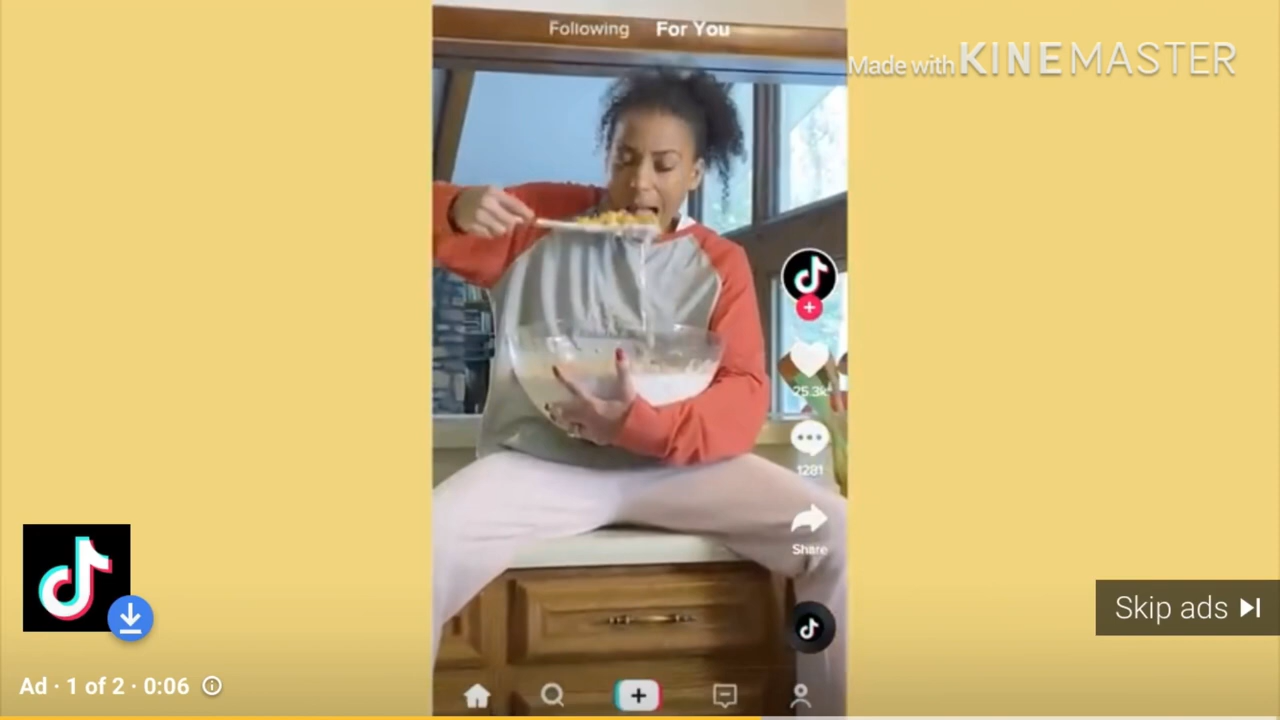 Following For You
Made with KINEMASTER
25.3k
1281
Share
Skip ads
Ad · 1 of 2 · 0:06